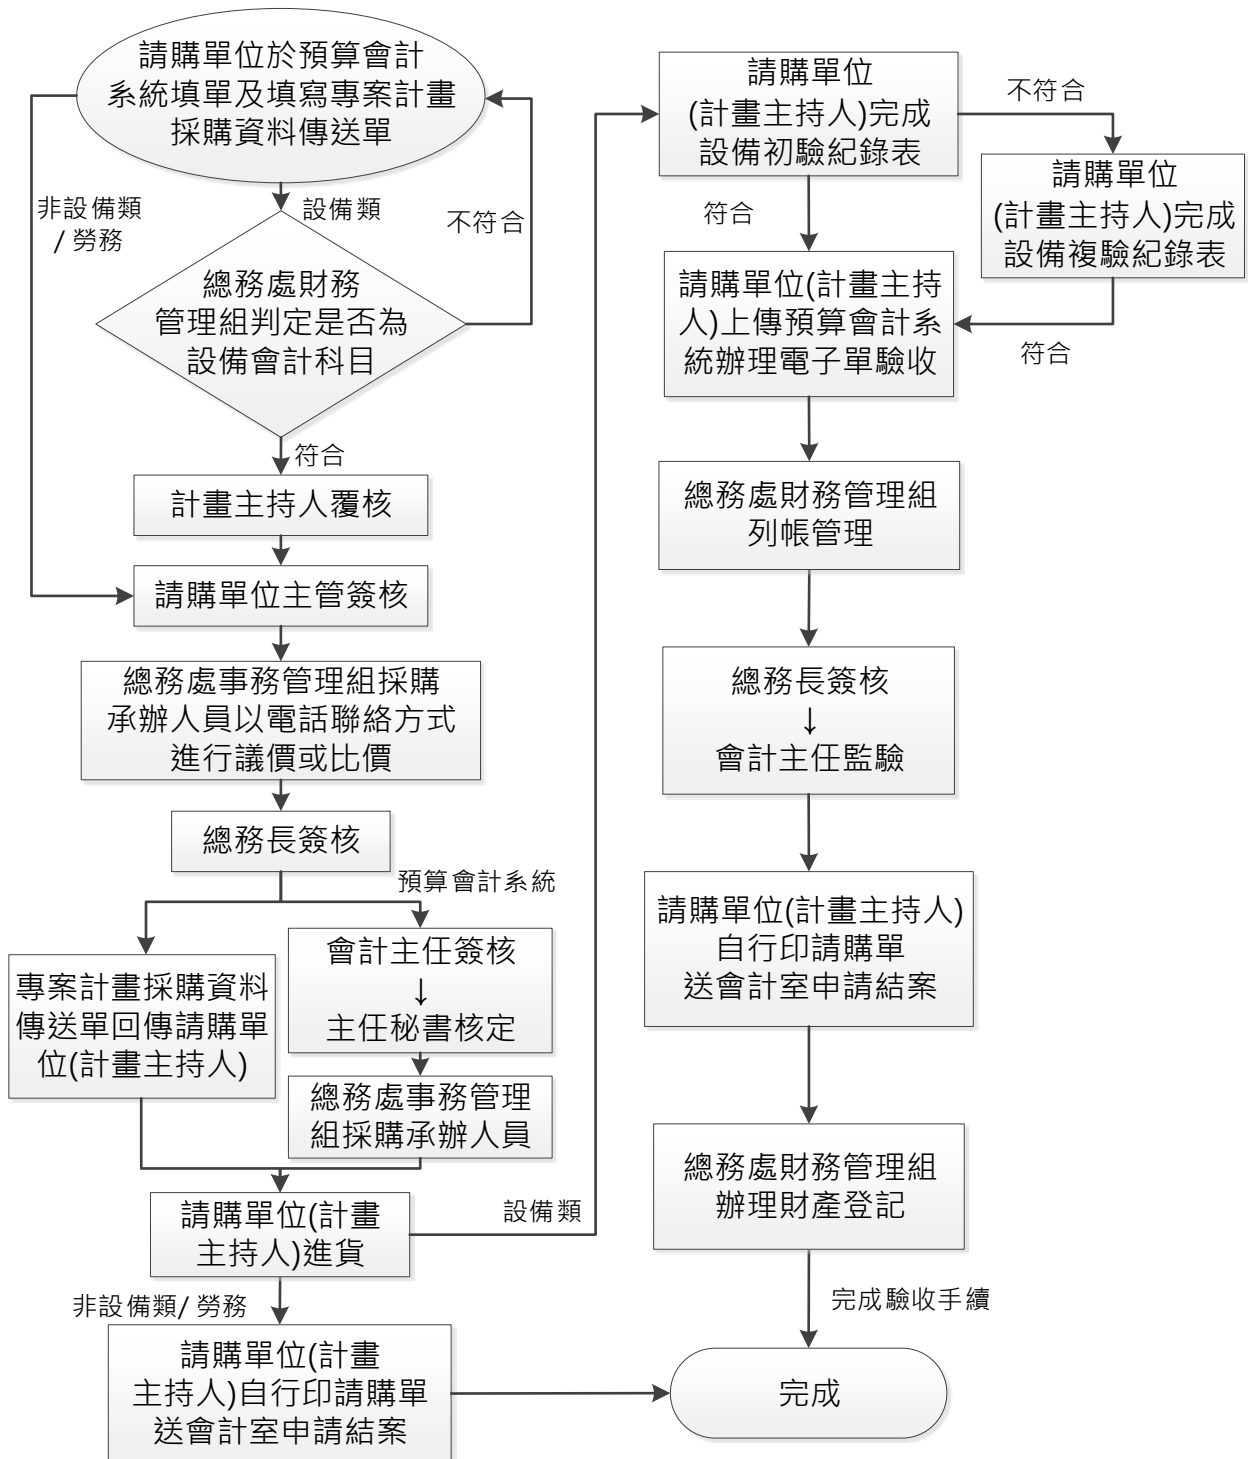 請購單位於預算會計
系統填單及填寫專案計畫
採購資料傳送單
非設備類
/ 勞務
設備類
不符合
總務處財務
管理組判定是否為
設備會計科目
符合
計畫主持人覆核
請購單位主管簽核
總務處事務管理組採購
承辦人員以電話聯絡方式
進行議價或比價
總務長簽核
預算會計系統
專案計畫採購資料
傳送單回傳請購單
位(計畫主持人)
會計主任簽核
↓
主任秘書核定
總務處事務管理
組採購承辦人員
請購單位(計畫
主持人)進貨
設備類
非設備類/ 勞務
請購單位(計畫
主持人)自行印請購單
送會計室申請結案
請購單位
(計畫主持人)完成
設備初驗紀錄表
不符合
請購單位
(計畫主持人)完成
設備複驗紀錄表
符合
符合
請購單位(計畫主持
人)上傳預算會計系
統辦理電子單驗收
總務處財務管理組
列帳管理
總務長簽核
↓
會計主任監驗
請購單位(計畫主持人)
自行印請購單
送會計室申請結案
總務處財務管理組
辦理財產登記
完成驗收手續
完成